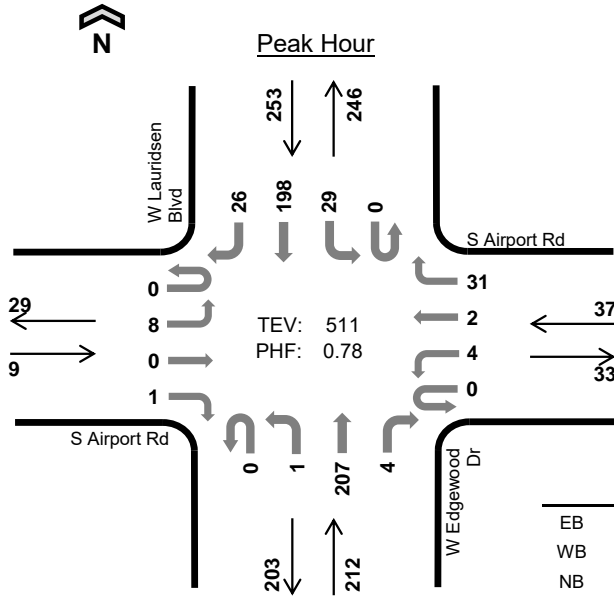 N
Peak Hour
253
246
W Lauridsen
Blvd
26
198
29
0
S Airport Rd
0
31
29
8
TEV: 511
2
37
9
0
PHF: 0.78
4
33
1
0
S Airport Rd
0
1
207
4
W Edgewood
Dr
203
212
EB
WB
NB